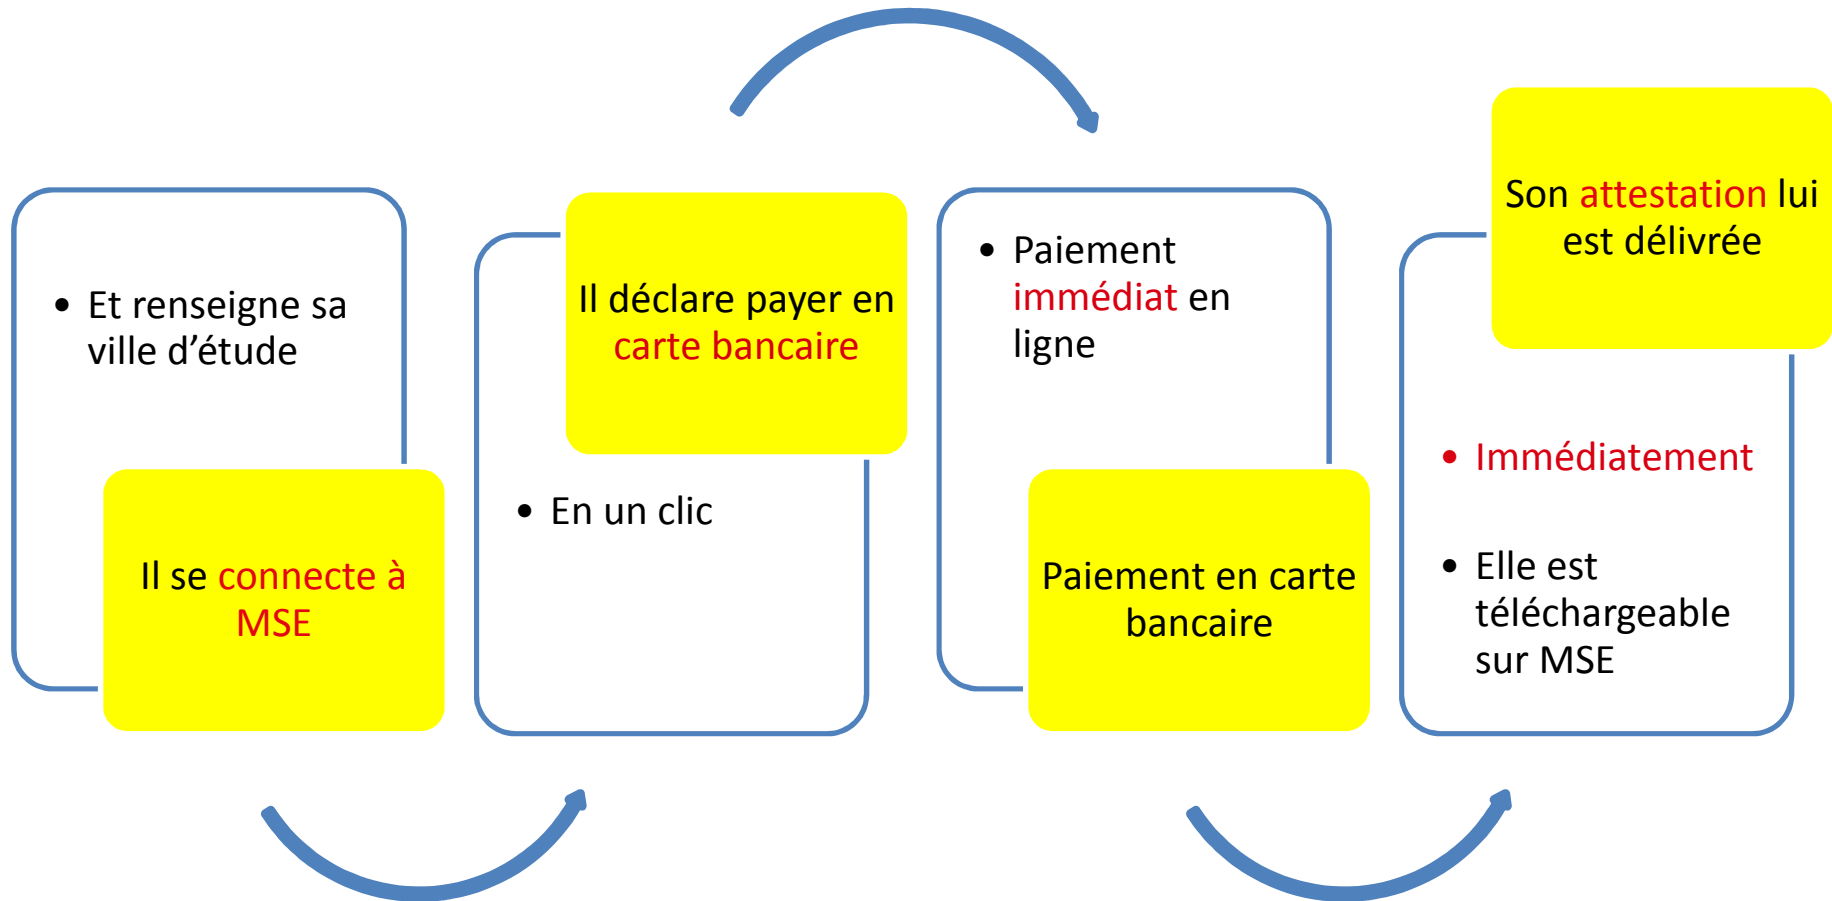 • Et renseigne sa
ville d’étude
Il se connecte à
MSE
Il déclare payer en
carte bancaire
• En un clic
• Paiement
immédiat en
ligne
Paiement en carte
bancaire
Son attestation lui
est délivrée
• Immédiatement
• Elle est
téléchargeable
sur MSE